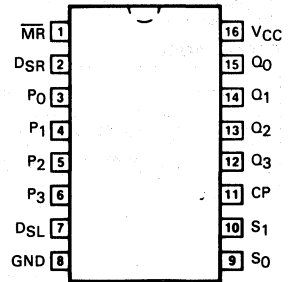 M̅R̅ 1 16 VCC
DSR 2 15 Q0
P0 3 14 Q1
P1 4 13 Q2
P2 5 12 Q3
P3 6 11 CP
DSL 7 10 S1
GND 8 9 S0